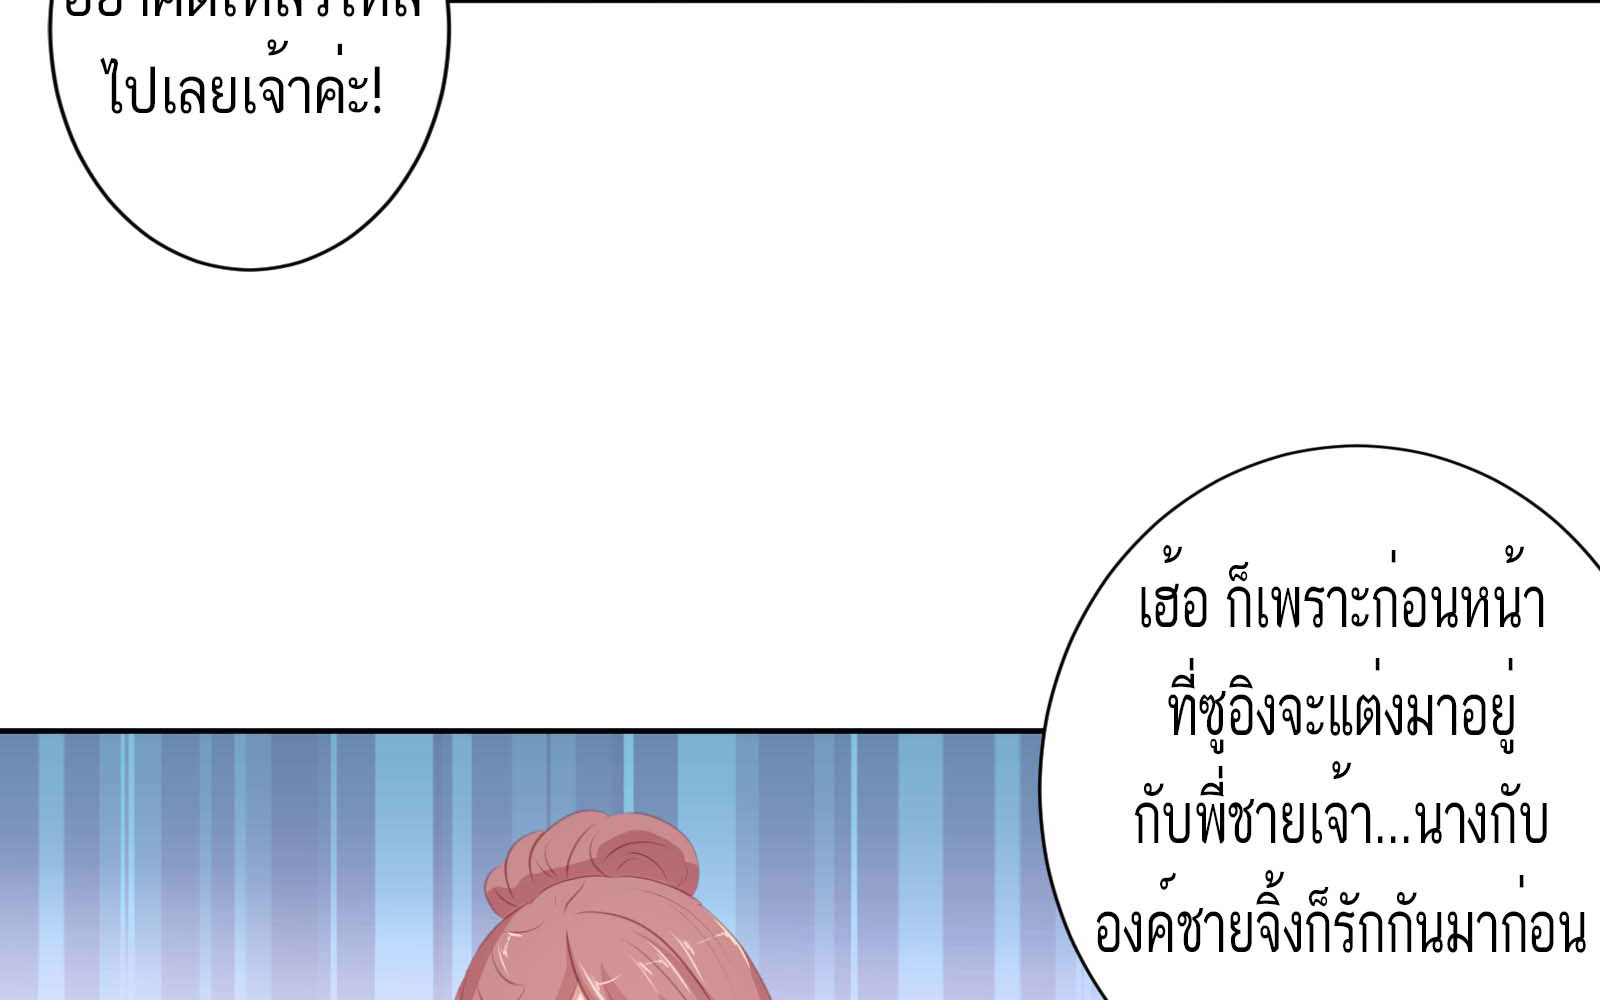 ไปเลยเจ้าค่ะ!
เฮ้อ ก็เพราะก่อนหน้า
ที่ซูอิงจะแต่งมาอยู่
กับพี่ชายเจ้า...นางกับ
องค์ชายจิ้งก็รักกันมาก่อน